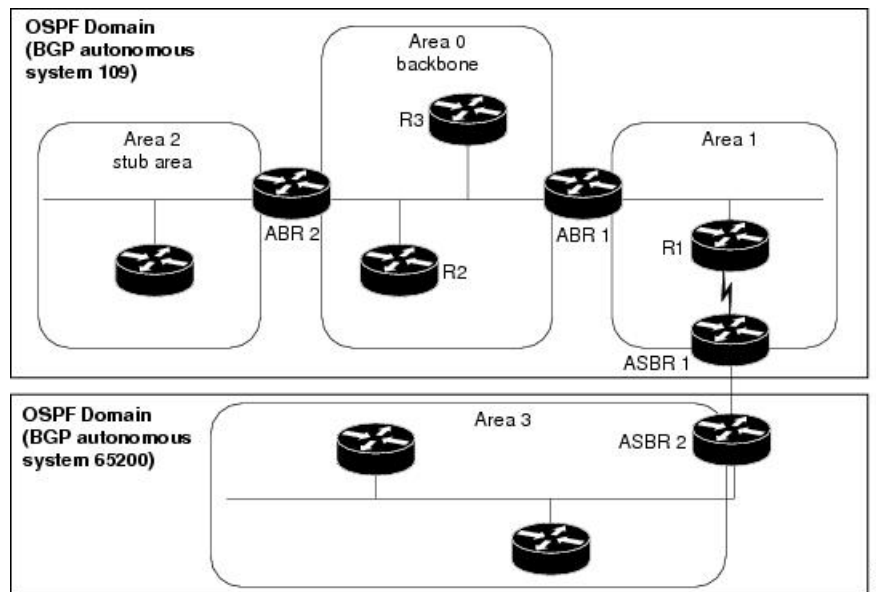 OSPF Domain
(BGP autonomous
system 109)
Area 0
backbone
R3
Area 2
stub area
Area 1
ABR 2
ABR 1
R1
R2
ASBR 1
OSPF Domain
(BGP autonomous
system 65200)
Area 3
ASBR 2